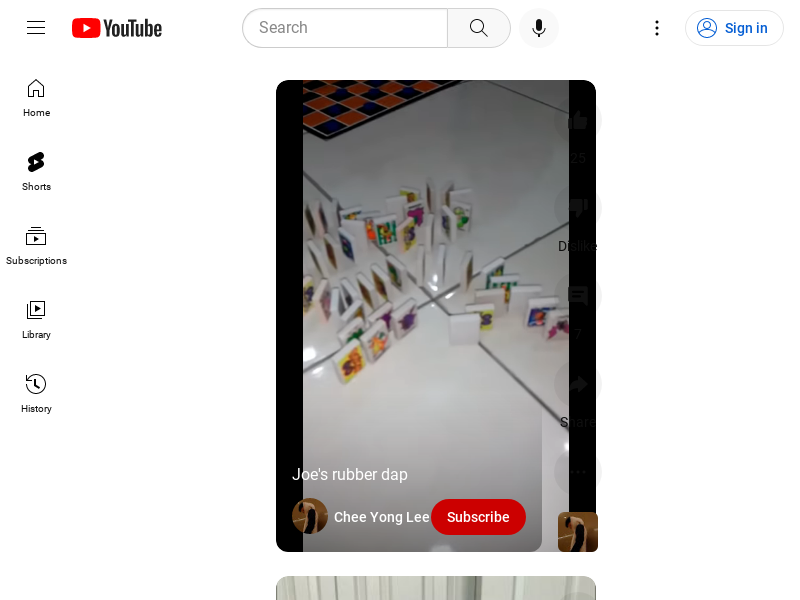 YouTube
Search
Sign in
Home
Shorts
Subscriptions
Library
History
25
Dislike
7
Share
Joe's rubber dap
Chee Yong Lee
Subscribe